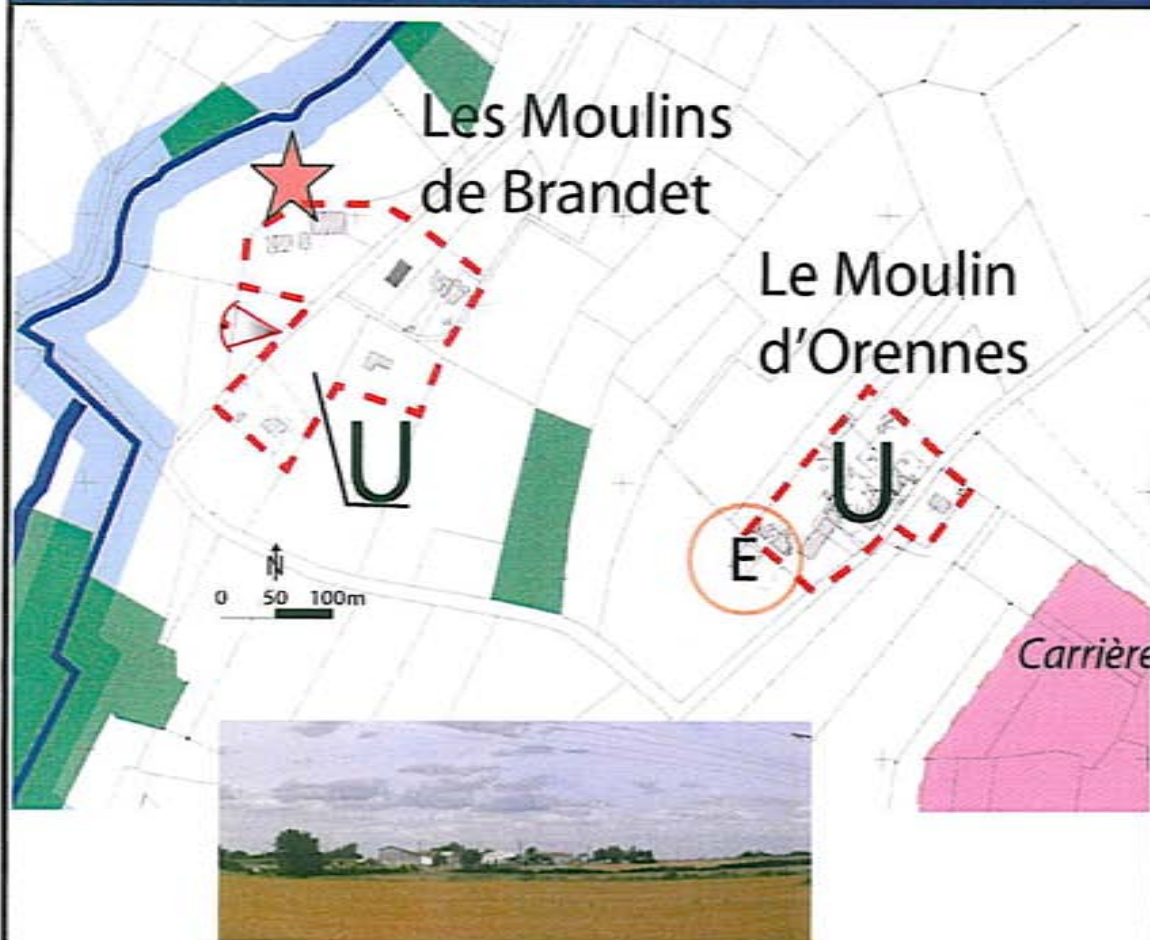 Les Moulins
de Brandet
Le Moulin
d'Orennes
U
U
E
N
0 50 100m
Carrière